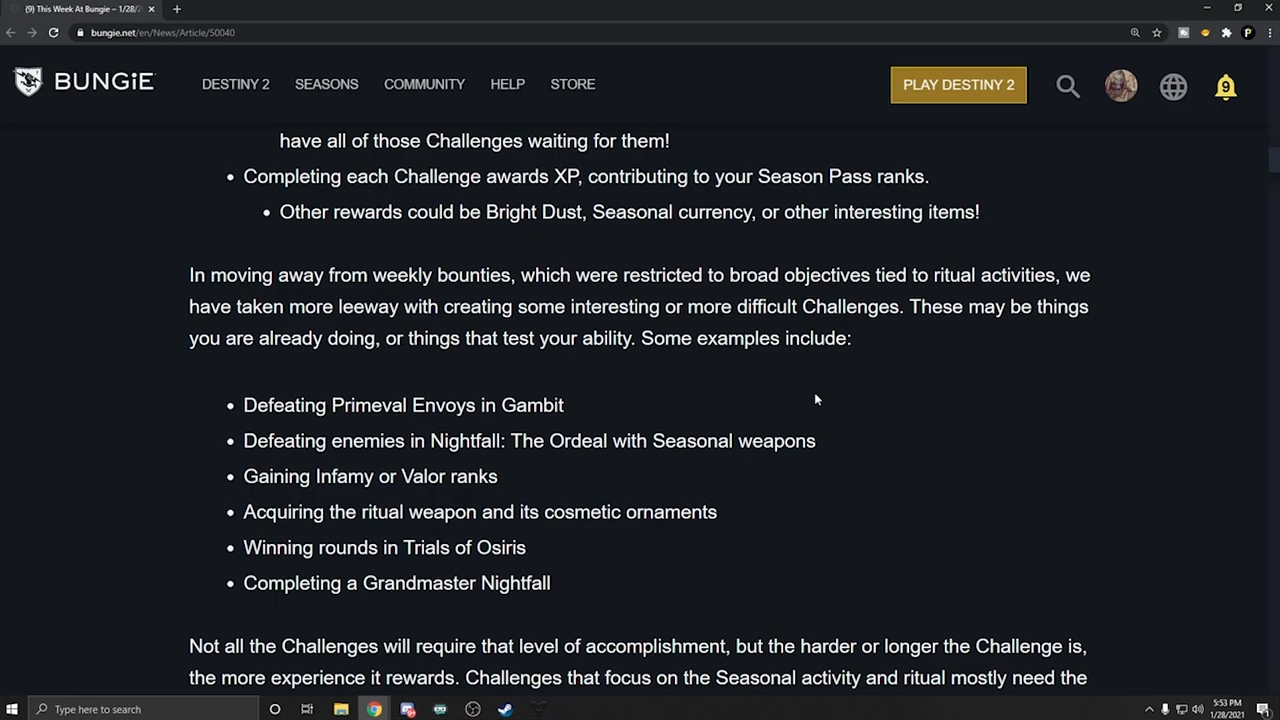 (9) This Week At Bungie – 1/28/2
bungie.net/en/News/Article/50040
BUNGiE
DESTINY 2
SEASONS
COMMUNITY
HELP
STORE
PLAY DESTINY 2
9
have all of those Challenges waiting for them!
• Completing each Challenge awards XP, contributing to your Season Pass ranks.
• Other rewards could be Bright Dust, Seasonal currency, or other interesting items!
In moving away from weekly bounties, which were restricted to broad objectives tied to ritual activities, we
have taken more leeway with creating some interesting or more difficult Challenges. These may be things
you are already doing, or things that test your ability. Some examples include:
• Defeating Primeval Envoys in Gambit
• Defeating enemies in Nightfall: The Ordeal with Seasonal weapons
• Gaining Infamy or Valor ranks
• Acquiring the ritual weapon and its cosmetic ornaments
• Winning rounds in Trials of Osiris
• Completing a Grandmaster Nightfall
Not all the Challenges will require that level of accomplishment, but the harder or longer the Challenge is,
the more experience it rewards. Challenges that focus on the Seasonal activity and ritual mostly need the
Type here to search
5:53 PM
1/28/2021